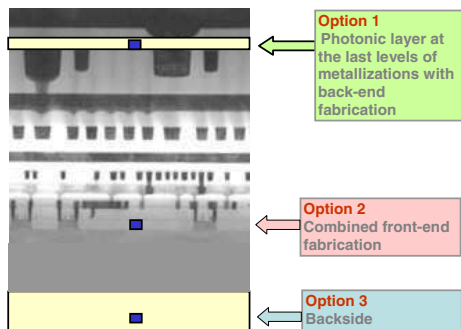 Option 1
Photonic layer at
the last levels of
metallizations with
back-end
fabrication
Option 2
Combined front-end
fabrication
Option 3
Backside